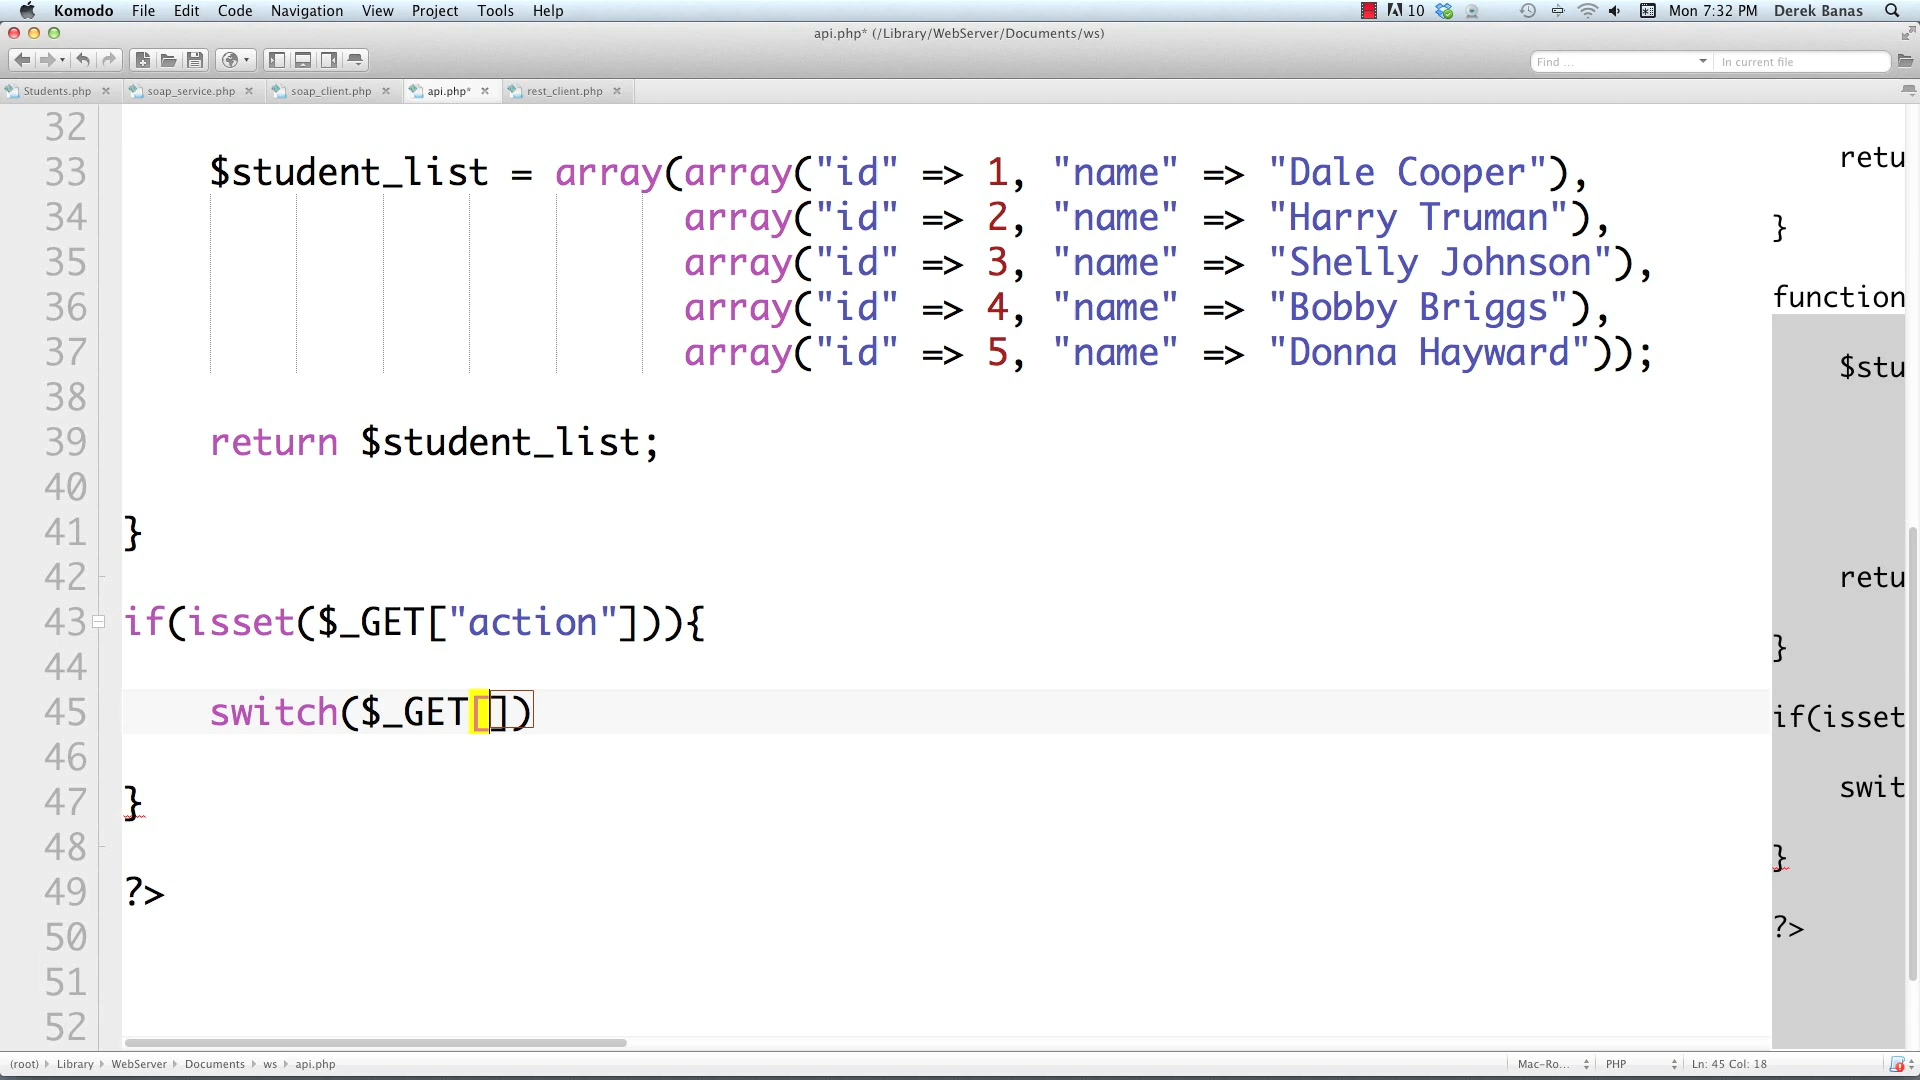 Komodo File Edit Code Navigation View Project Tools Help 10 Mon 7:32 PM Derek Banas
api.php* (/Library/WebServer/Documents/ws)
Find ... In current file
Students.php soap_service.php soap_client.php api.php* rest_client.php
32
33 $student_list = array(array("id" => 1, "name" => "Dale Cooper"),
34 array("id" => 2, "name" => "Harry Truman"),
35 array("id" => 3, "name" => "Shelly Johnson"),
36 array("id" => 4, "name" => "Bobby Briggs"),
37 array("id" => 5, "name" => "Donna Hayward"));
38
39 return $student_list;
40
41 }
42
43 if(isset($_GET["action"])){
44
45 switch($_GET[])
46
47 }
48
49 ?>
50
51
52
retu
}
function
$stu
retu
}
if(isset
swit
}
?>
(root) Library WebServer Documents ws api.php Mac-Ro... PHP Ln: 45 Col: 18